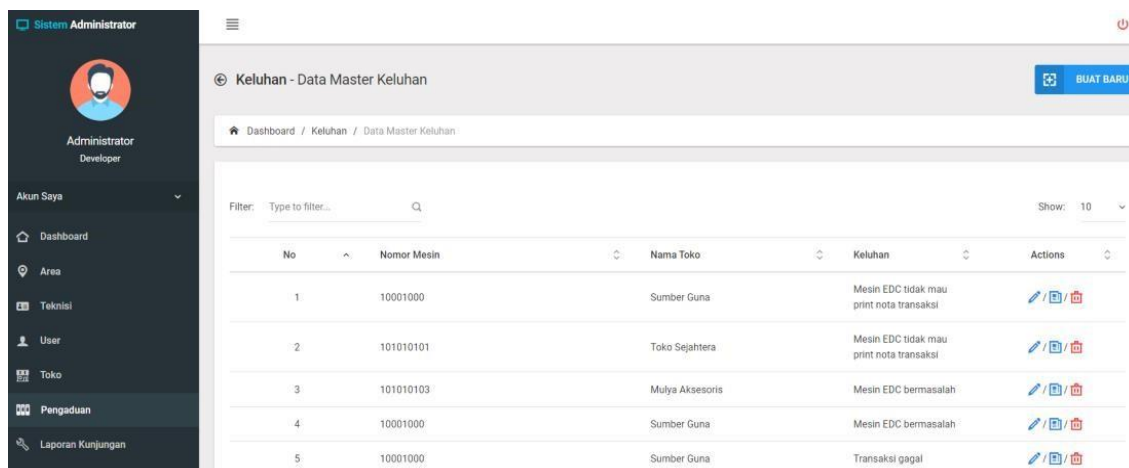 Sistem Administrator
Keluhan - Data Master Keluhan
BUAT BARU
Administrator
Developer
Dashboard / Keluhan / Data Master Keluhan
Akun Saya
Dashboard
Area
Teknisi
User
Toko
Pengaduan
Laporan Kunjungan
Filter: Type to filter... Show: 10
No Nomor Mesin Nama Toko Keluhan Actions
1 10001000 Sumber Guna Mesin EDC tidak mau
print nota transaksi / /
2 101010101 Toko Sejahtera Mesin EDC tidak mau
print nota transaksi / /
3 101010103 Mulya Aksesoris Mesin EDC bermasalah / /
4 10001000 Sumber Guna Mesin EDC bermasalah / /
5 10001000 Sumber Guna Transaksi gagal / /